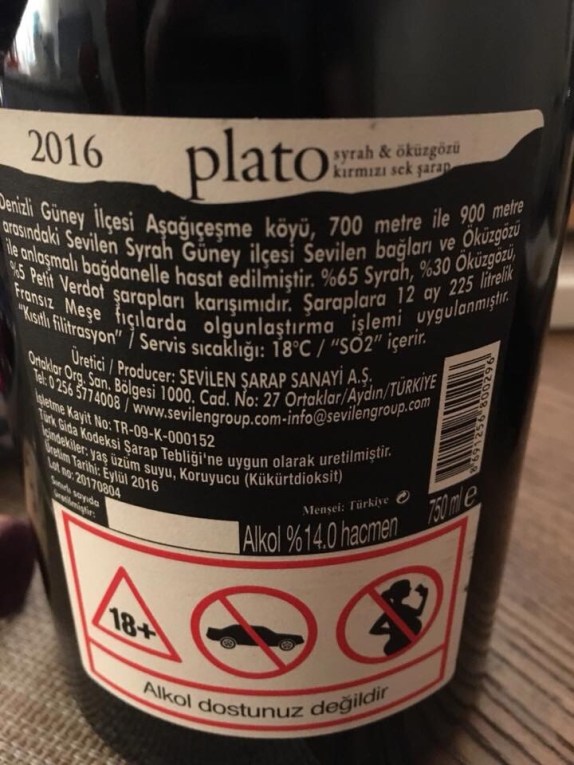 2016
plato
syrah & öküzgözü
kırmızı sek şarap
Denizli Güney İlçesi Aşağıçeşme köyü, 700 metre ile 900 metre
arasındaki Sevilen Syrah Güney ilçesi Sevilen bağları ve Öküzgözü
ile anlaşmalı bağdanelle hasat edilmiştir. %65 Syrah, %30 Öküzgözü,
%5 Petit Verdot şarapları karışımıdır. Şaraplara 12 ay 225 litrelik
Fransız Meşe fıçılarda olgunlaştırma işlemi uygulanmıştır.
"Kısıtlı filitrasyon" / Servis sıcaklığı: 18°C / "SO2" içerir.
Üretici / Producer: SEVİLEN ŞARAP SANAYİ A.Ş.
Ortaklar Org. San. Bölgesi 1000. Cad. No: 27 Ortaklar/Aydın/TÜRKİYE
Tel: 0 256 5774008 / www.sevilengroup.com-info@sevilengroup.com
İşletme Kayit No: TR-09-K-000152
Türk Gıda Kodeksi Şarap Tebliği'ne uygun olarak üretilmiştir.
İçindekiler: yaş üzüm suyu, Koruyucu (Kükürtdioksit)
Üretim Tarihi: Eylül 2016
Lot no: 20170804
Sınırlı sayıda
üretilmiştir:
Menşei: Türkiye
Alkol %14.0 hacmen
750 ml e
18+
Alkol dostunuz değildir